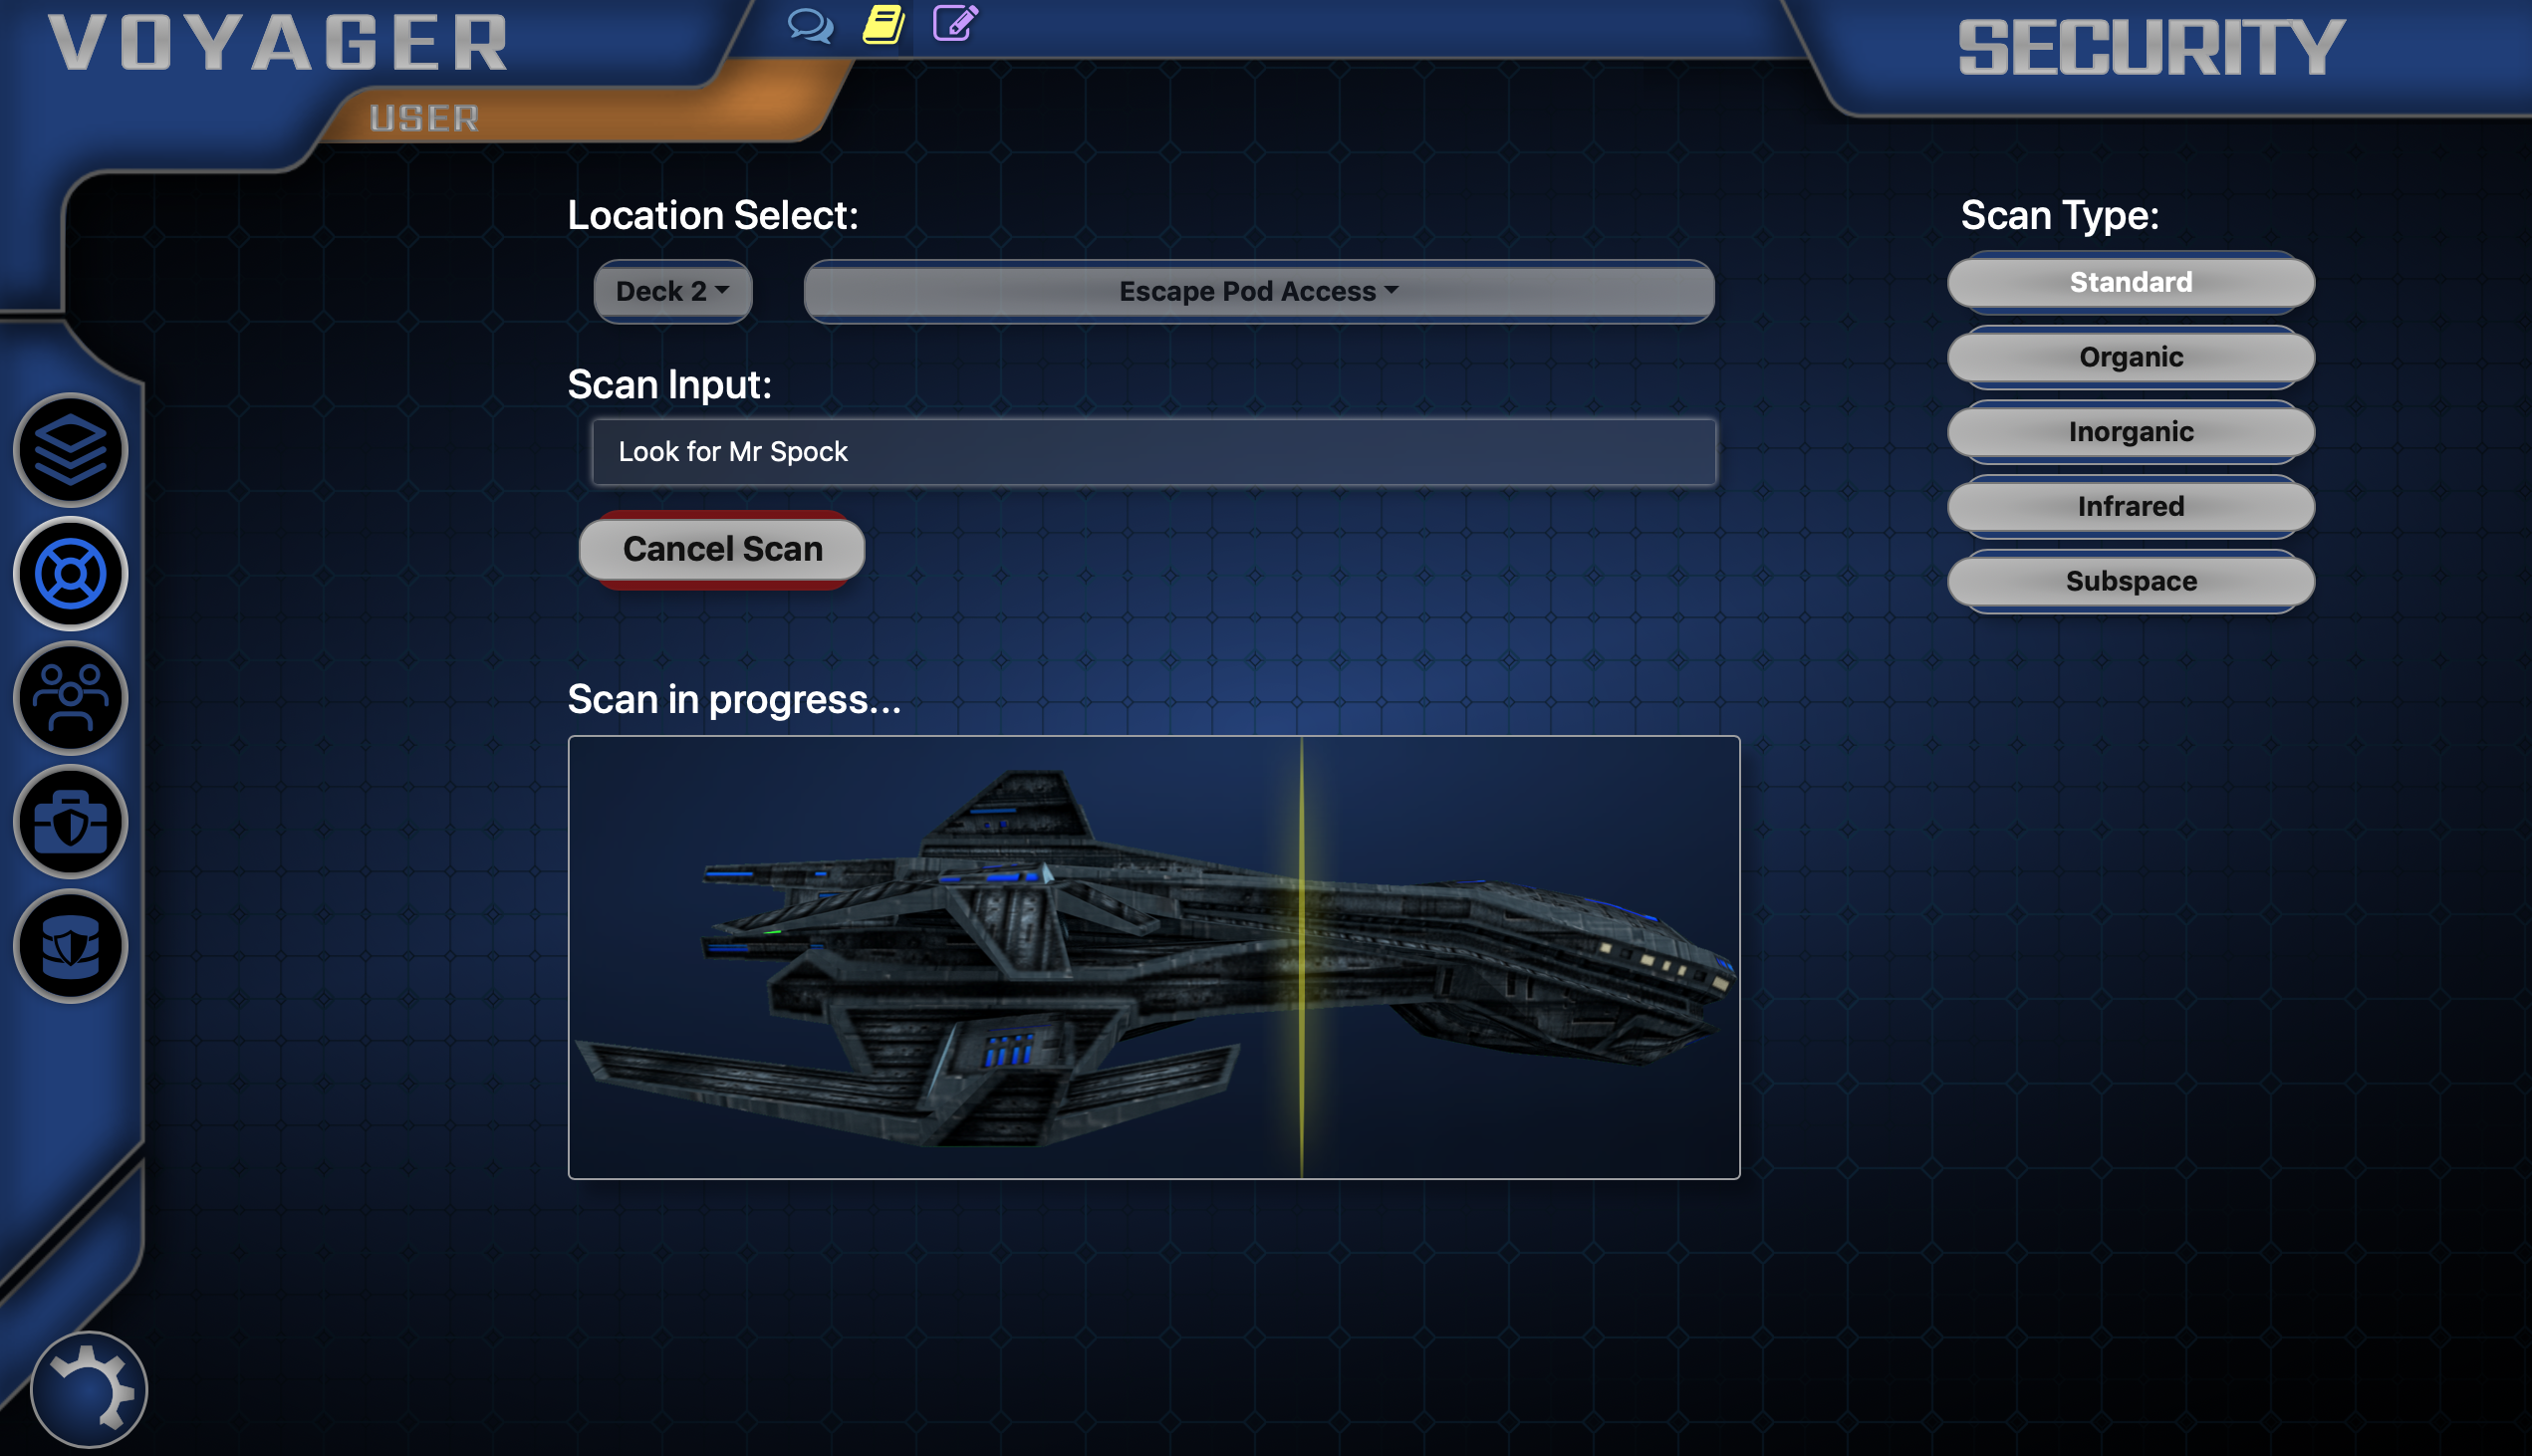 VOYAGER
SECURITY
USER
Location Select:
Deck 2
Escape Pod Access
Scan Input:
Look for Mr Spock
Cancel Scan
Scan in progress...
Scan Type:
Standard
Organic
Inorganic
Infrared
Subspace